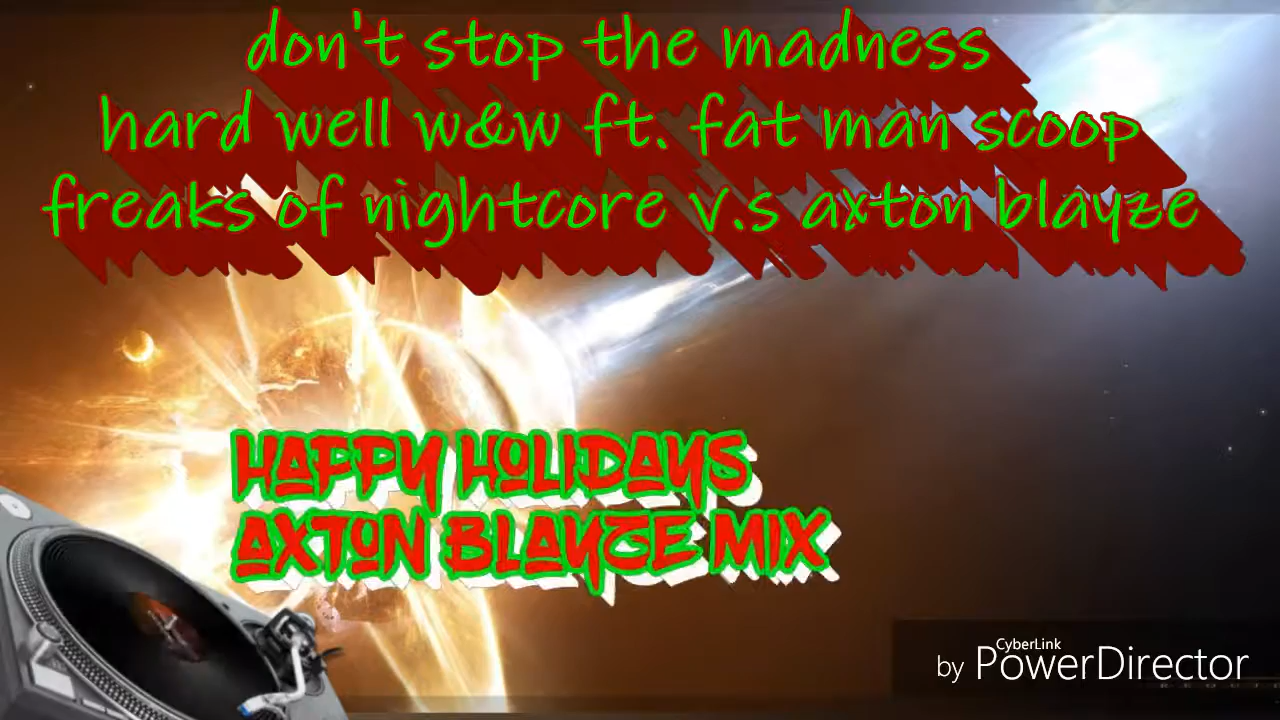 don't stop the madness
hard well w&w ft. fat man scoop
freaks of nightcore v.s axton blayze
HAPPY HOLIDAYS
AXTON BLAYZE MIX
CyberLink
by PowerDirector